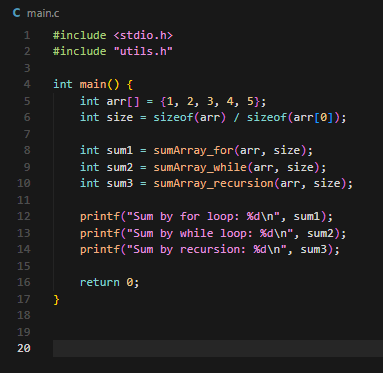 C main.c
1 #include <stdio.h>
2 #include "utils.h"
3
4 int main() {
5     int arr[] = {1, 2, 3, 4, 5};
6     int size = sizeof(arr) / sizeof(arr[0]);
7
8     int sum1 = sumArray_for(arr, size);
9     int sum2 = sumArray_while(arr, size);
10     int sum3 = sumArray_recursion(arr, size);
11
12     printf("Sum by for loop: %d\n", sum1);
13     printf("Sum by while loop: %d\n", sum2);
14     printf("Sum by recursion: %d\n", sum3);
15
16     return 0;
17 }
18
19
20